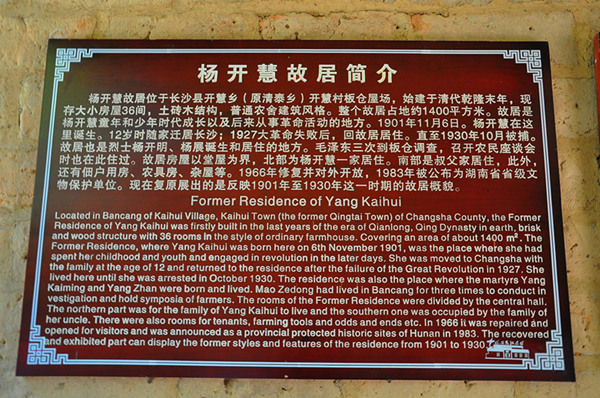 杨开慧故居简介
杨开慧故居位于长沙县开慧乡（原清泰乡）开慧村板仓屋场，始建于清代乾隆末年，现
存大小房屋36间，土砖木结构，普通农舍建筑风格。整个故居占地约1400平方米。故居是
杨开慧童年和少年时代成长以及后来从事革命活动的地方。1901年11月6日，杨开慧在这
里诞生。12岁时随家迁居长沙；1927大革命失败后，回故居居住。直至1930年10月被捕。
故居也是烈士杨开明、杨展诞生和居住的地方。毛泽东三次到板仓调查，召开农民座谈会
时也在此住过。故居房屋以堂屋为界，北部为杨开慧一家居住。南部是叔父家居住，此外，
还有佃户用房、农具房、杂屋等。1966年修复并对外开放，1983年被公布为湖南省省级文
物保护单位。现在复原展出的是反映1901年至1930年这一时期的故居概貌。
Former Residence of Yang Kaihui
Located in Bancang of Kaihui Village, Kaihui Town (the former Qingtai Town) of Changsha County, the Former
Residence of Yang Kaihui was firstly built in the last years of the era of Qianlong, Qing Dynasty in earth, brisk
and wood structure with 36 rooms in the style of ordinary farmhouse. Covering an area of about 1400 m². The
Former Residence, where Yang Kaihui was born here on 6th November 1901, was the place where she had
spent her childhood and youth and engaged in revolution in the later days. She was moved to Changsha with
the family at the age of 12 and returned to the residence after the failure of the Great Revolution in 1927. She
lived here until she was arrested in October 1930. The residence was also the place where the martyrs Yang
Kaiming and Yang Zhan were born and lived. Mao Zedong had lived in Bancang for three times to conduct in
vestigation and hold symposia of farmers. The rooms of the Former Residence were divided by the central hall.
The northern part was for the family of Yang Kaihui to live and the southern one was occupied by the family of
her uncle. There were also rooms for tenants, farming tools and odds and ends etc. In 1966 it was repaired and
opened for visitors and was announced as a provincial protected historic sites of Hunan in 1983. The recovered
and exhibited part can display the former styles and features of the residence from 1901 to 1930